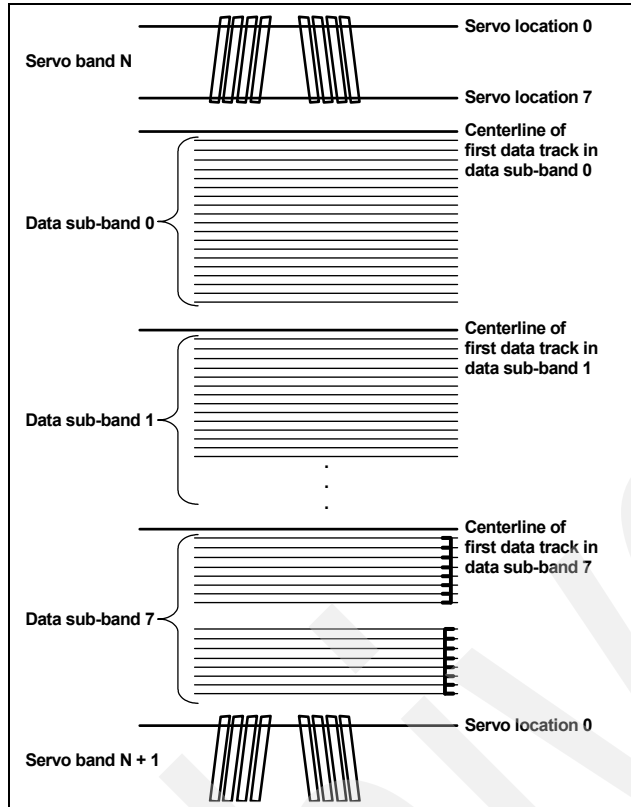 Servo location 0
Servo band N
Servo location 7
Centerline of
first data track in
data sub-band 0
Data sub-band 0
Centerline of
first data track in
data sub-band 1
Data sub-band 1
Centerline of
first data track in
data sub-band 7
Data sub-band 7
Servo location 0
Servo band N + 1